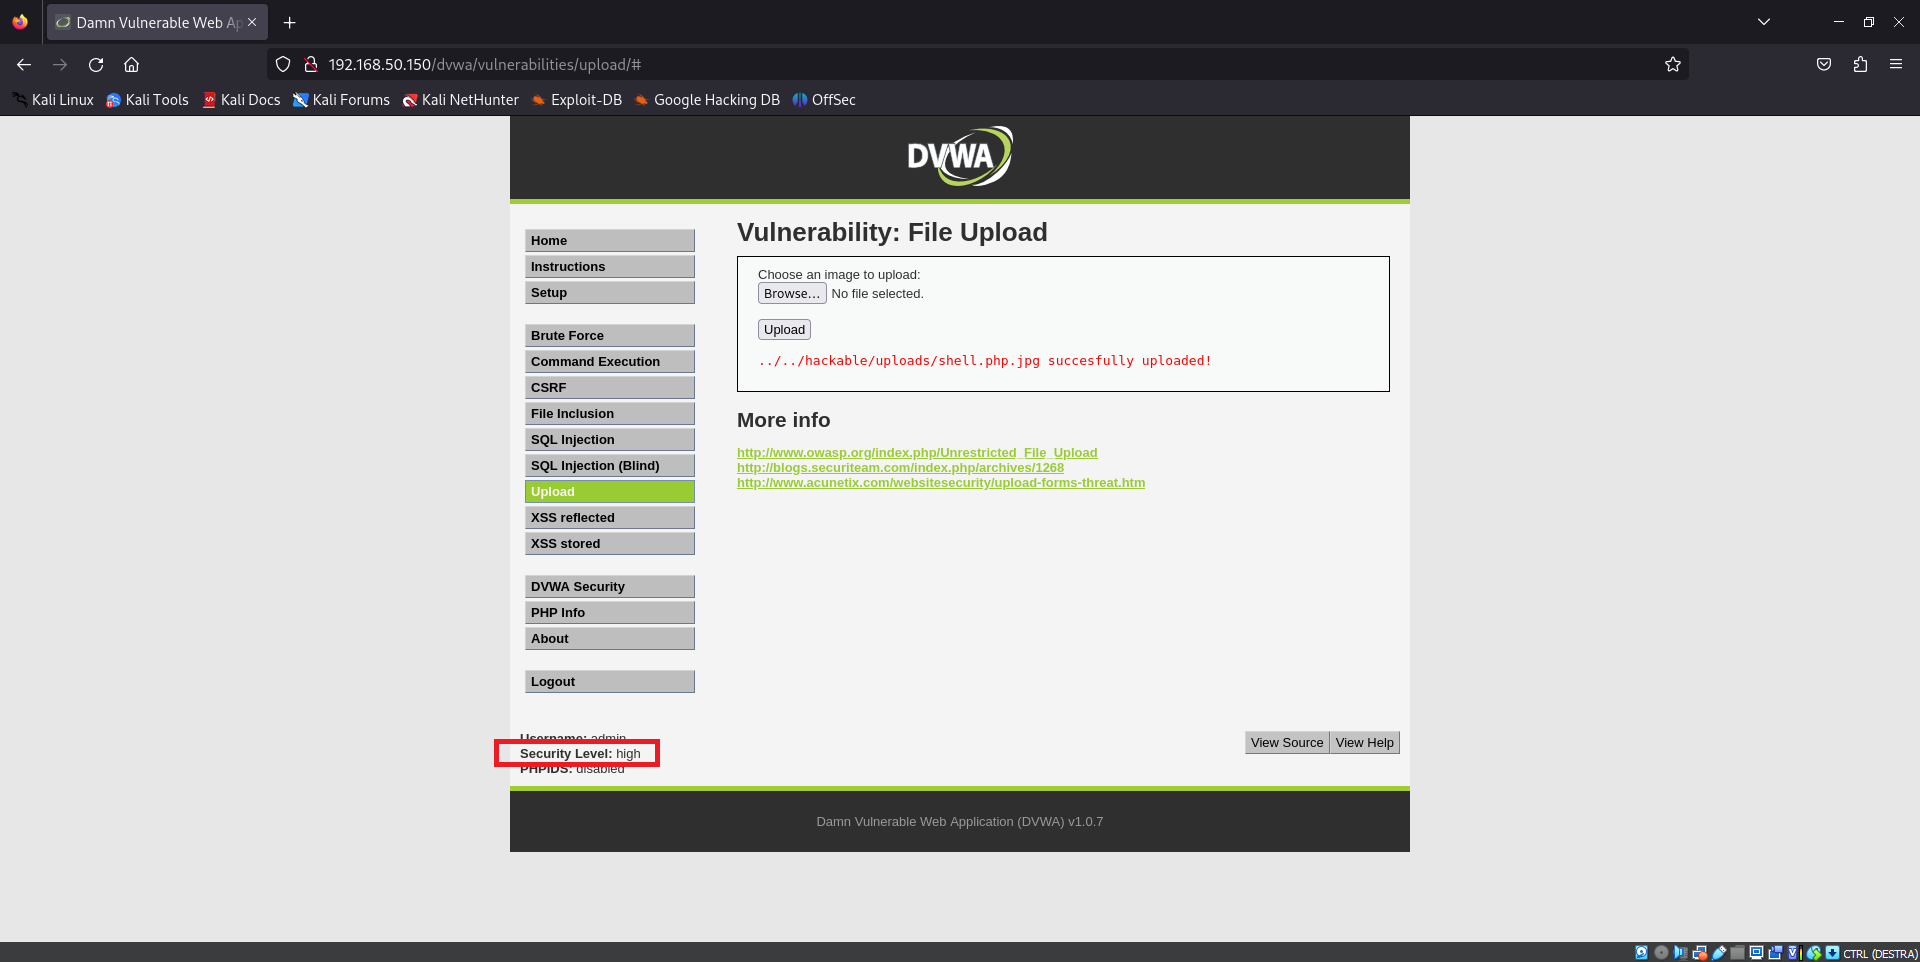 Damn Vulnerable Web Ap
192.168.50.150/dvwa/vulnerabilities/upload/#
Kali Linux Kali Tools Kali Docs Kali Forums Kali NetHunter Exploit-DB Google Hacking DB OffSec
DVWA
Home
Instructions
Setup
Brute Force
Command Execution
CSRF
File Inclusion
SQL Injection
SQL Injection (Blind)
Upload
XSS reflected
XSS stored
DVWA Security
PHP Info
About
Logout
Vulnerability: File Upload
Choose an image to upload:
Browse... No file selected.
Upload
../../hackable/uploads/shell.php.jpg succesfully uploaded!
More info
http://www.owasp.org/index.php/Unrestricted_File_Upload
http://blogs.securiteam.com/index.php/archives/1268
http://www.acunetix.com/websitesecurity/upload-forms-threat.htm
Username: admin
Security Level: high
PHPIDS: disabled
View Source View Help
Damn Vulnerable Web Application (DVWA) v1.0.7
CTRL (DESTRA)